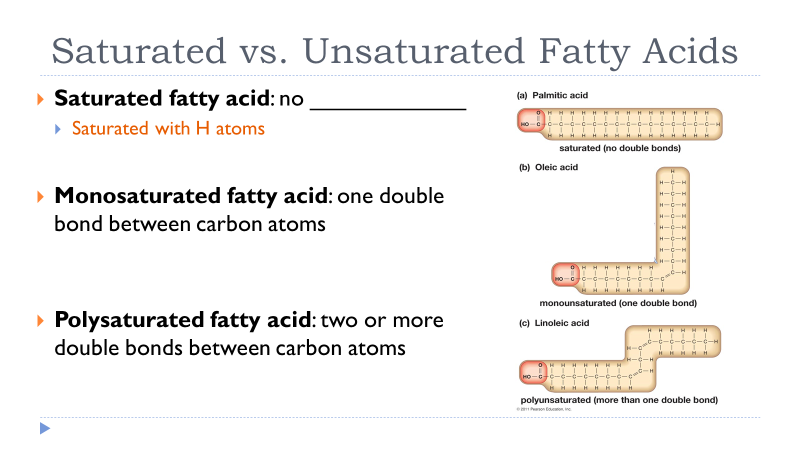 Saturated vs. Unsaturated Fatty Acids
Saturated fatty acid: no _______________
Saturated with H atoms
Monosaturated fatty acid: one double
bond between carbon atoms
Polysaturated fatty acid: two or more
double bonds between carbon atoms
(a) Palmitic acid
saturated (no double bonds)
(b) Oleic acid
monounsaturated (one double bond)
(c) Linoleic acid
polyunsaturated (more than one double bond)
© 2011 Pearson Education, Inc.